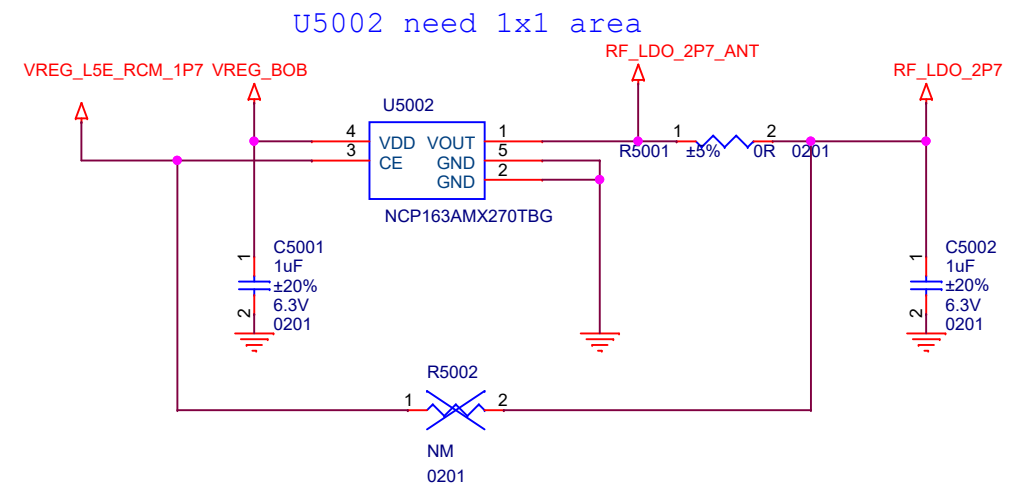 U5002 need 1x1 area
RF_LDO_2P7_ANT
VREG_L5E_RCM_1P7 VREG_BOB
RF_LDO_2P7
U5002
4 VDD VOUT 1
3 CE GND 5
GND 2
1 2
R5001 ±5% 0R 0201
NCP163AMX270TBG
1 C5001
1uF
±20%
6.3V
2 0201
1 C5002
1uF
±20%
6.3V
2 0201
R5002
1 2
NM
0201